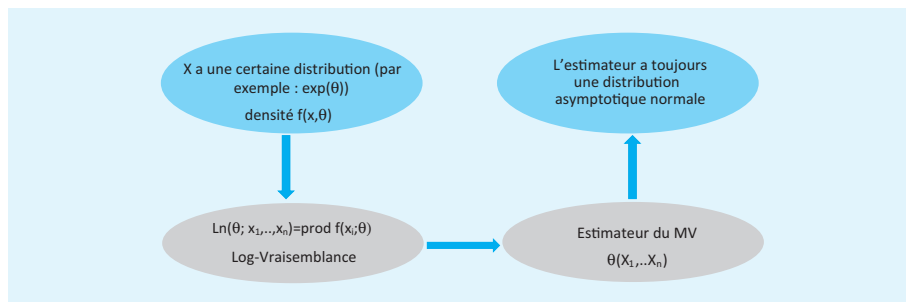 X a une certaine distribution (par
exemple : exp(θ))
densité f(x,θ)
L'estimateur a toujours
une distribution
asymptotique normale
Ln(θ; x₁,..,xₙ)=prod f(xᵢ;θ)
Log-Vraisemblance
Estimateur du MV
θ(X₁,..Xₙ)